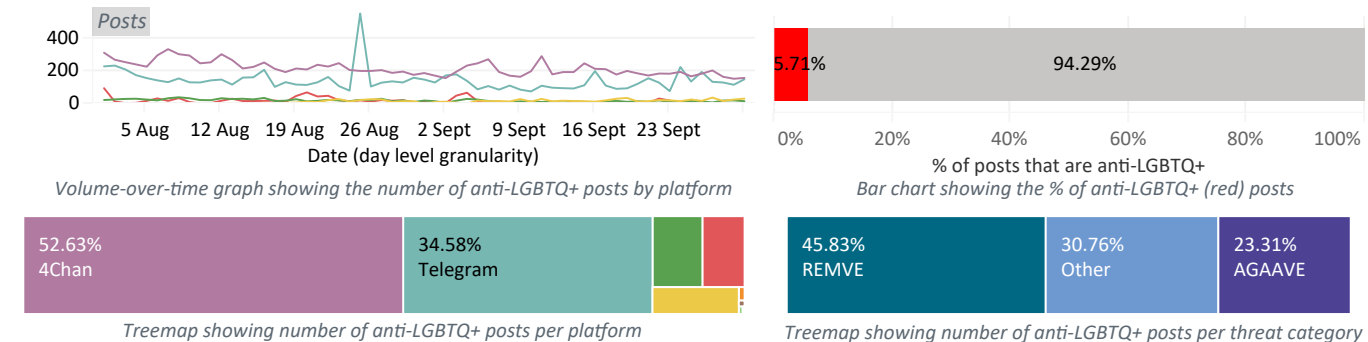 Posts
400
200
0
5 Aug 12 Aug 19 Aug 26 Aug 2 Sept 9 Sept 16 Sept 23 Sept
Date (day level granularity)
Volume-over-time graph showing the number of anti-LGBTQ+ posts by platform
5.71% 94.29%
0% 20% 40% 60% 80% 100%
% of posts that are anti-LGBTQ+
Bar chart showing the % of anti-LGBTQ+ (red) posts
52.63%
4Chan
34.58%
Telegram
Treemap showing number of anti-LGBTQ+ posts per platform
45.83%
REMVE
30.76%
Other
23.31%
AGAAVE
Treemap showing number of anti-LGBTQ+ posts per threat category